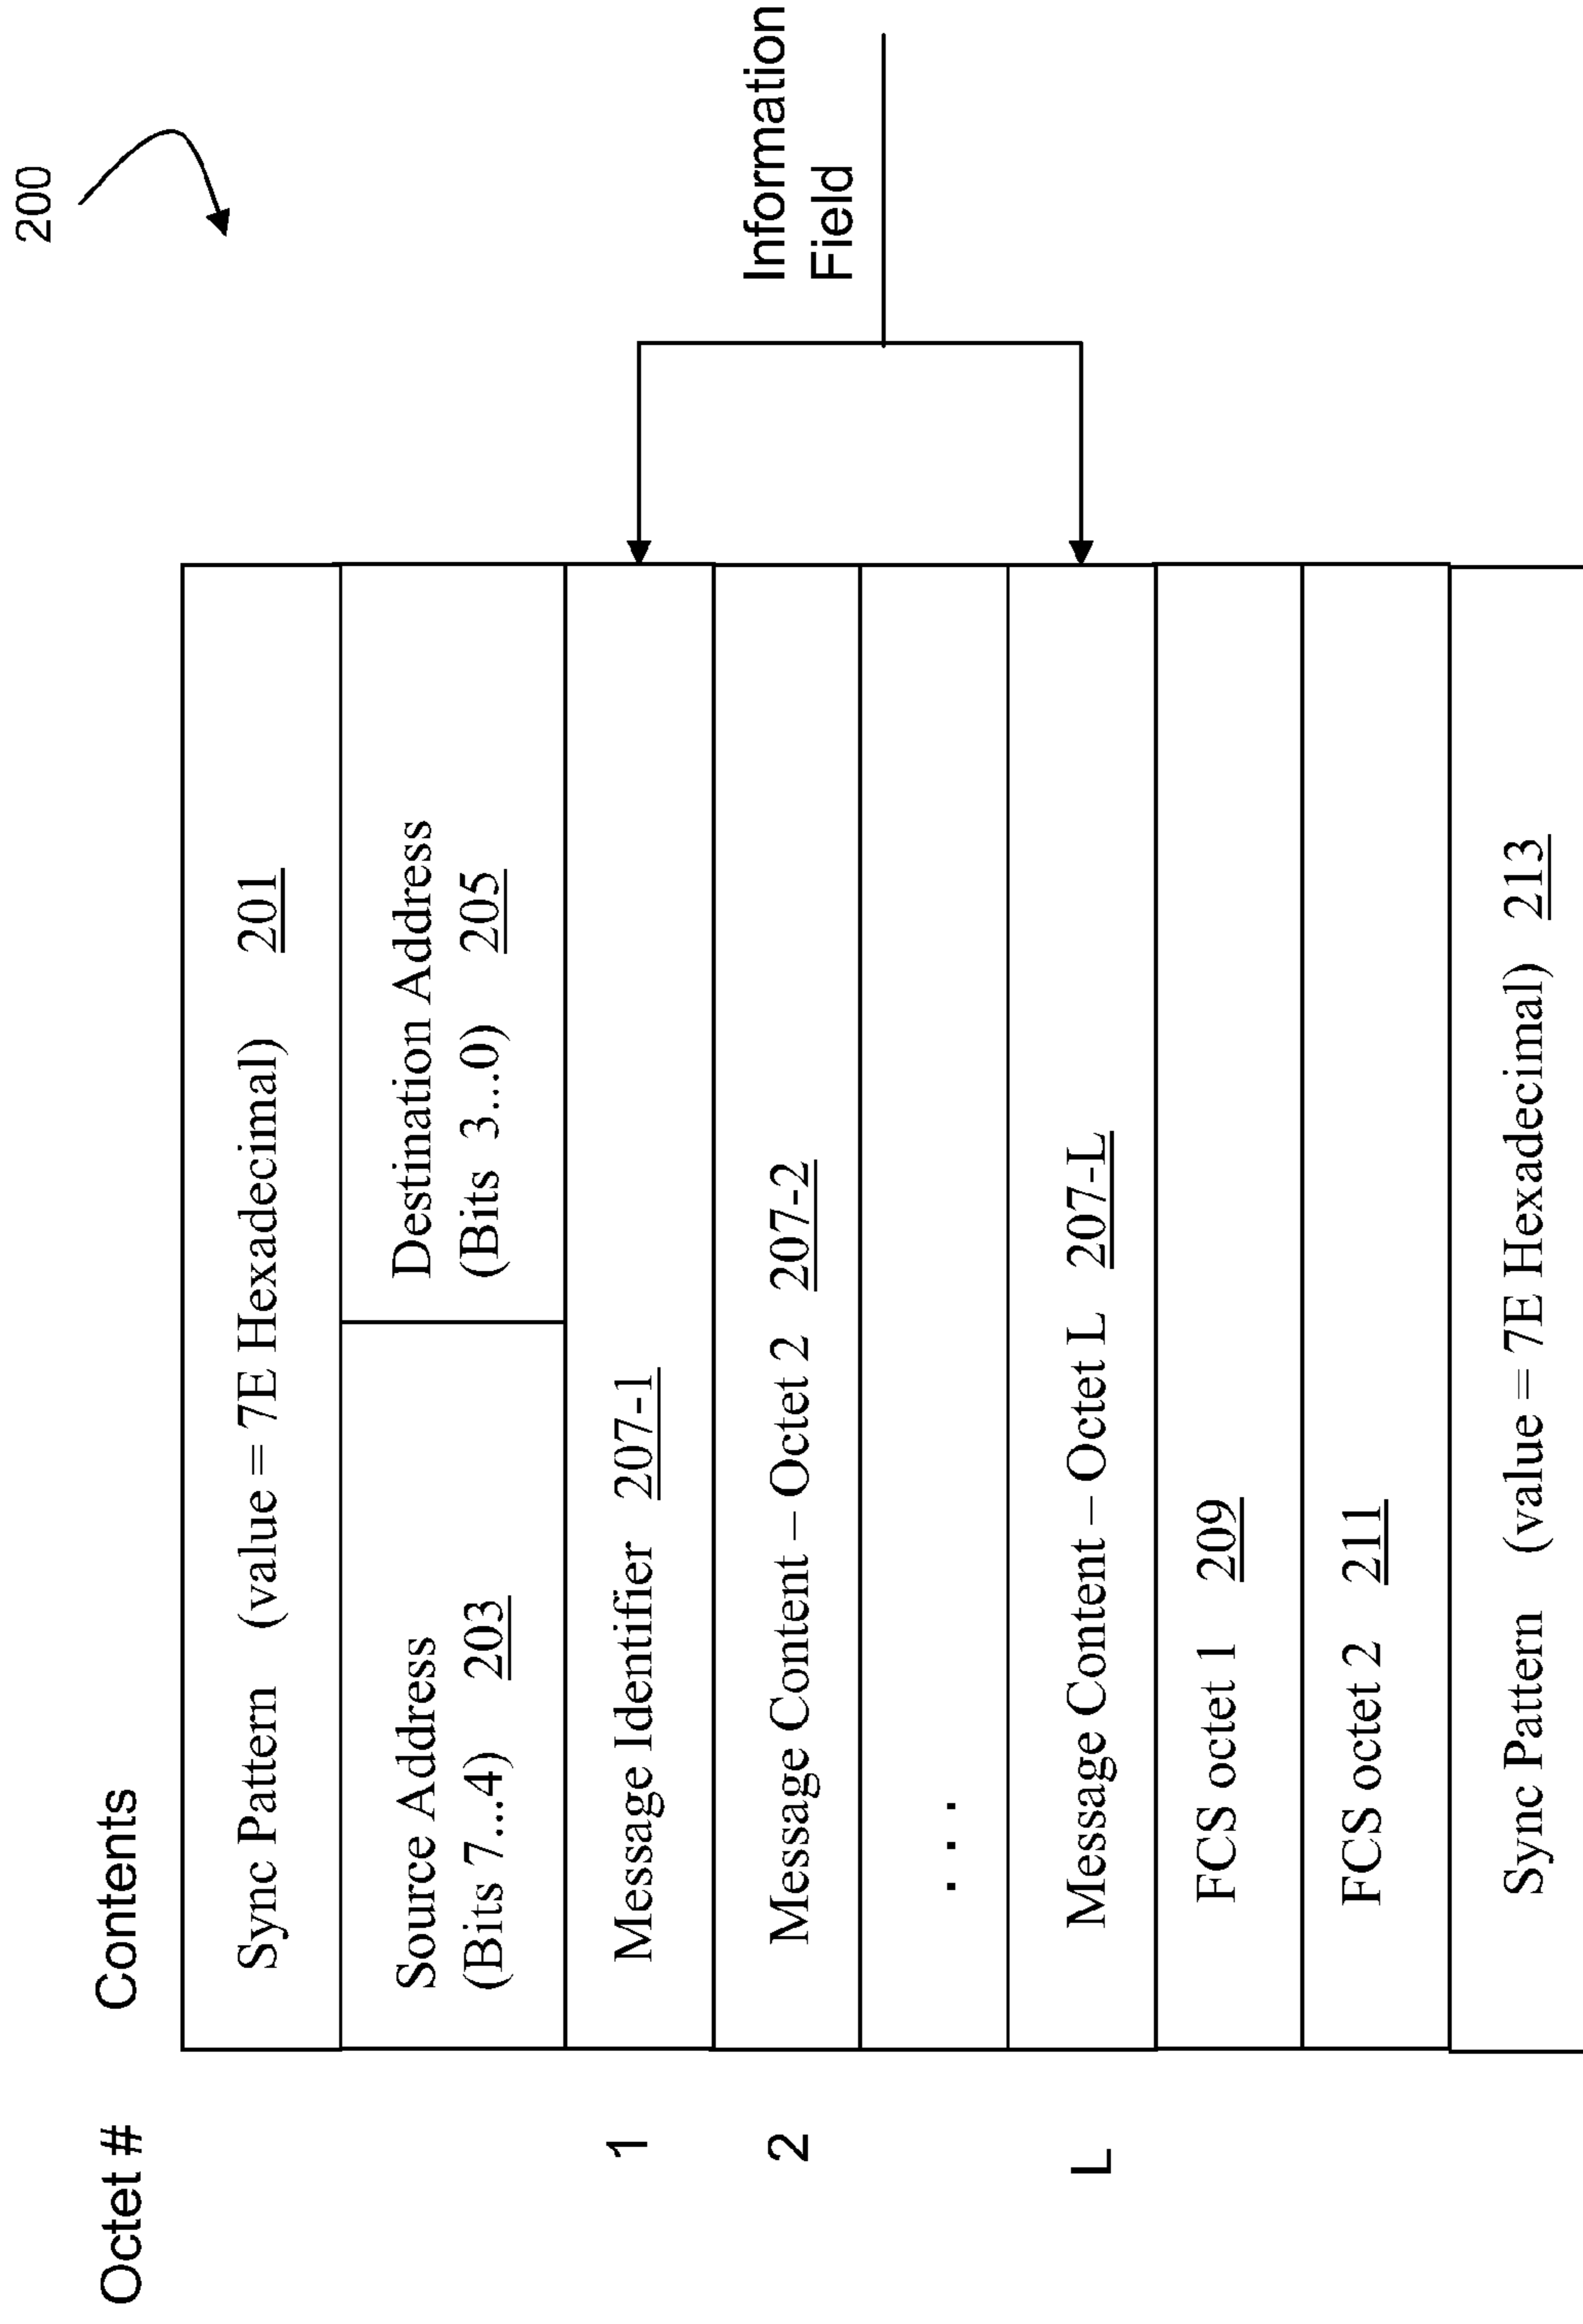 200
Octet #
Contents
Sync Pattern (value = 7E Hexadecimal) 201
Source Address
(Bits 7...4) 203
Destination Address
(Bits 3...0) 205
1
Message Identifier 207-1
2
Message Content – Octet 2 207-2
. . .
L
Message Content – Octet L 207-L
Information
Field
FCS octet 1 209
FCS octet 2 211
Sync Pattern (value = 7E Hexadecimal) 213